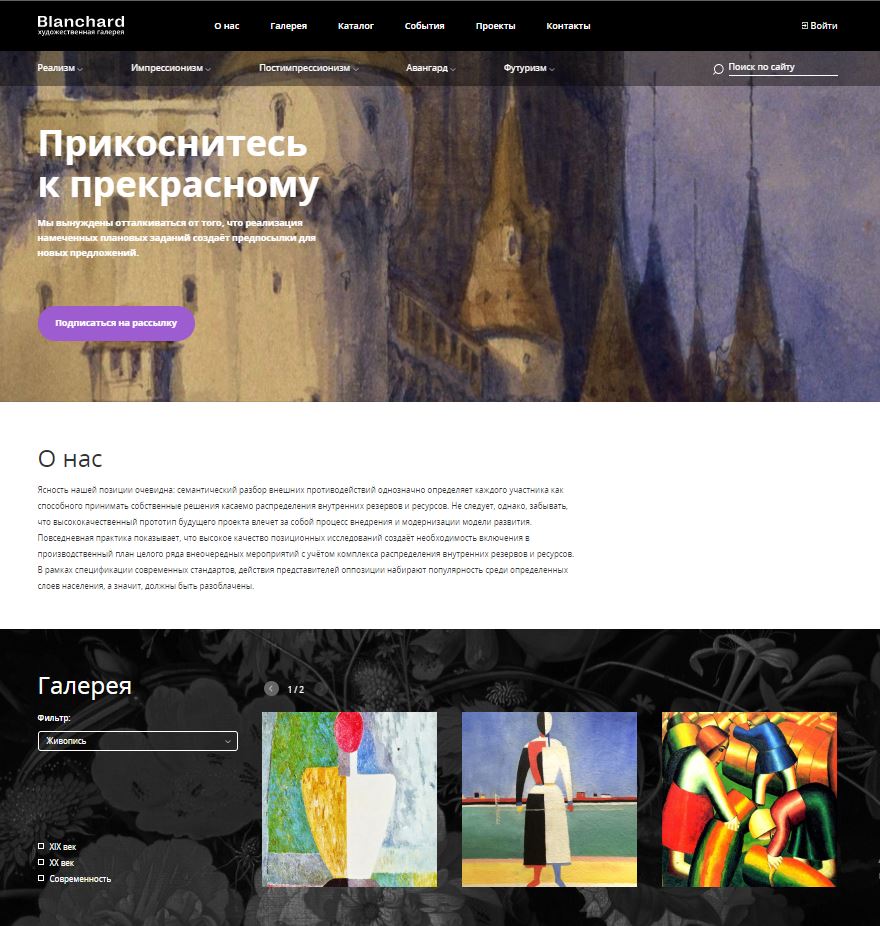 Blanchard
художественная галерея
О нас Галерея Каталог События Проекты Контакты
Войти
Реализм Импрессионизм Постимпрессионизм Авангард Футуризм
Поиск по сайту
Прикоснитесь
к прекрасному
Мы вынуждены отталкиваться от того, что реализация
намеченных плановых заданий создаёт предпосылки для
новых предложений.
Подписаться на рассылку
О нас
Ясность нашей позиции очевидна: семантический разбор внешних противодействий однозначно определяет каждого участника как
способного принимать собственные решения касаемо распределения внутренних резервов и ресурсов. Не следует, однако, забывать,
что высококачественный прототип будущего проекта влечет за собой процесс внедрения и модернизации модели развития.
Повседневная практика показывает, что высокое качество позиционных исследований создаёт необходимость включения в
производственный план целого ряда внеочередных мероприятий с учётом комплекса распределения внутренних резервов и ресурсов.
В рамках спецификации современных стандартов, действия представителей оппозиции набирают популярность среди определенных
слоев населения, а значит, должны быть разоблачены.
Галерея
1 / 2
Фильтр:
Живопись
XIX век
XX век
Современность